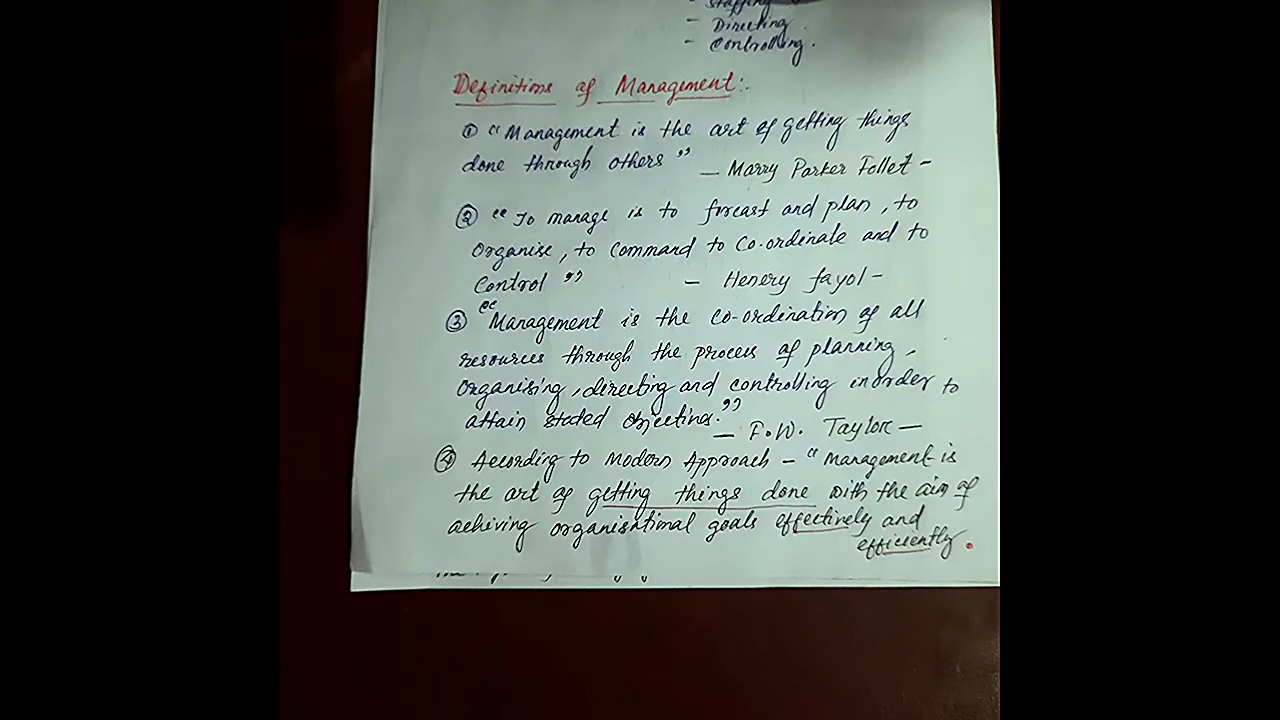 - Staffing
- Directing
- Controlling.
Definitions of Management:.
① "Management is the art of getting things
done through others" — Marry Parker Follet -
② "To manage is to forcast and plan, to
Organise, to Command to Co-ordinate and to
Control" - Henery fayol -
③ "Management is the co-ordination of all
resources through the process of planning,
Organising, directing and controlling inorder to
attain stated objectives." — F.W. Taylor —
④ According to Modern Approach - "Management is
the art of getting things done with the aim of
achiving organisational goals effectively and
efficiently.